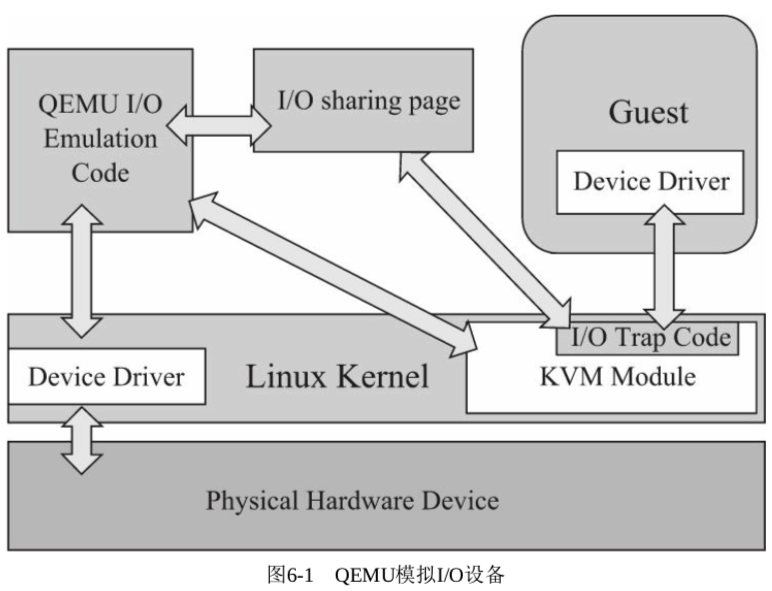 QEMU I/O
Emulation
Code
I/O sharing page
Guest
Device Driver
I/O Trap Code
KVM Module
Linux Kernel
Device Driver
Physical Hardware Device
图6-1 QEMU模拟I/O设备